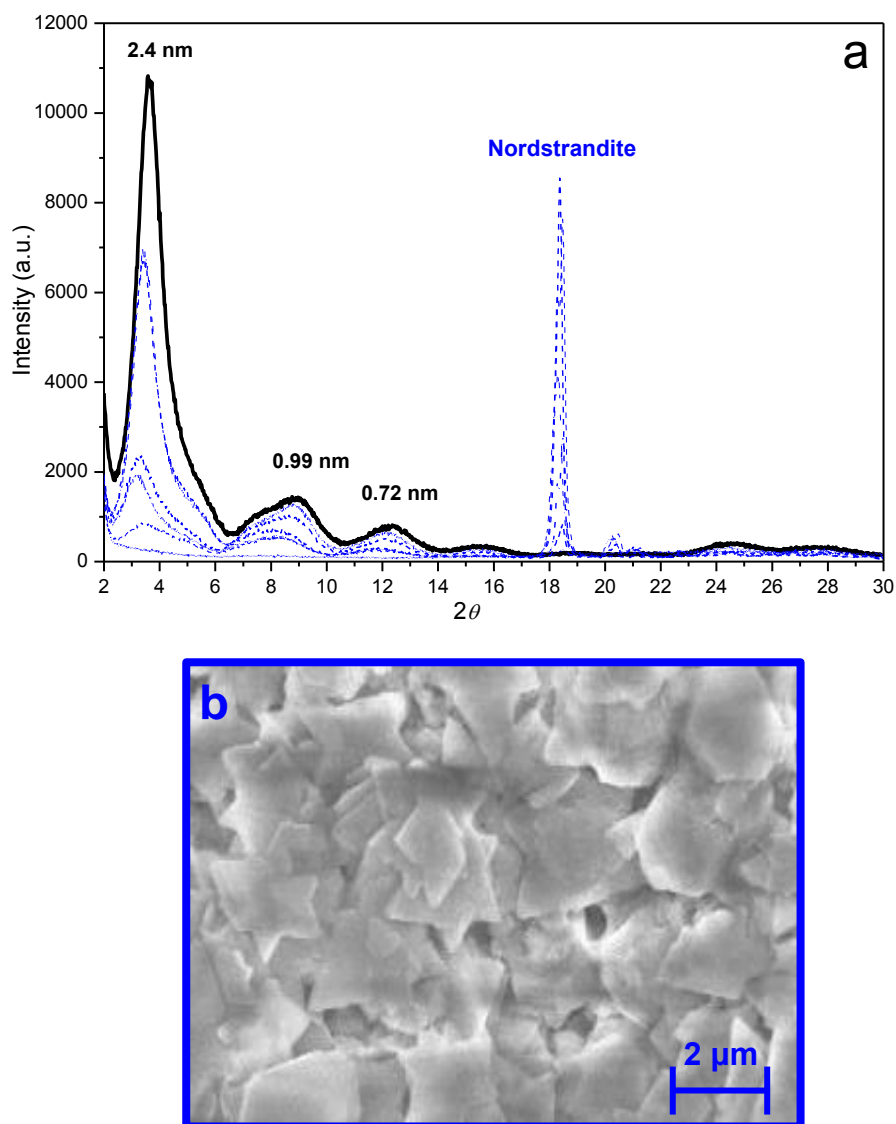 12000
2.4 nm
a
10000
Nordstrandite
8000
Intensity (a.u.)
6000
4000
2000
0.99 nm
0.72 nm
0
2 4 6 8 10 12 14 16 18 20 22 24 26 28 30
2θ
b
2 µm